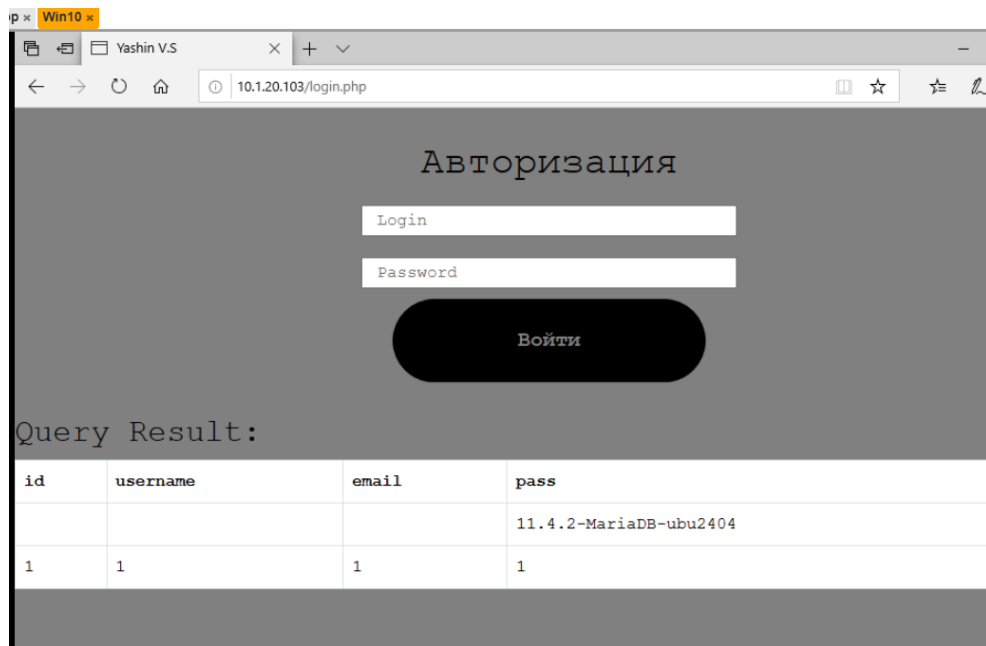 Win10 ×
Yashin V.S
10.1.20.103/login.php
Авторизация
Login
Password
Войти
Query Result:
id username email pass
11.4.2-MariaDB-ubu2404
1 1 1 1